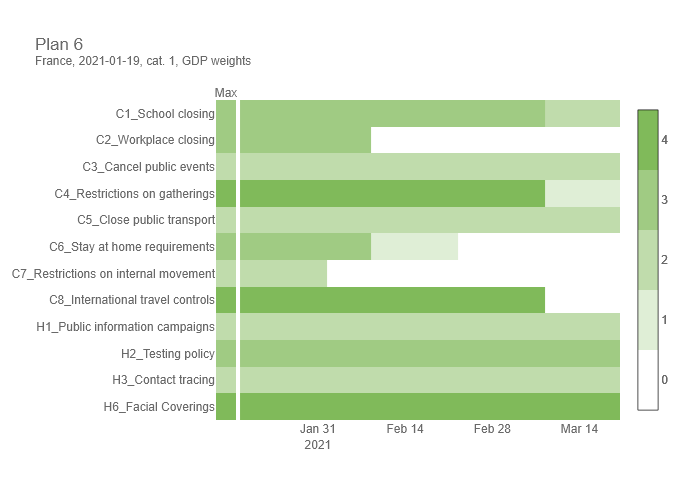 Plan 6
France, 2021-01-19, cat. 1, GDP weights
Max
C1_School closing
C2_Workplace closing
C3_Cancel public events
C4_Restrictions on gatherings
C5_Close public transport
C6_Stay at home requirements
C7_Restrictions on internal movement
C8_International travel controls
H1_Public information campaigns
H2_Testing policy
H3_Contact tracing
H6_Facial Coverings
Jan 31 Feb 14 Feb 28 Mar 14
2021
4
3
2
1
0